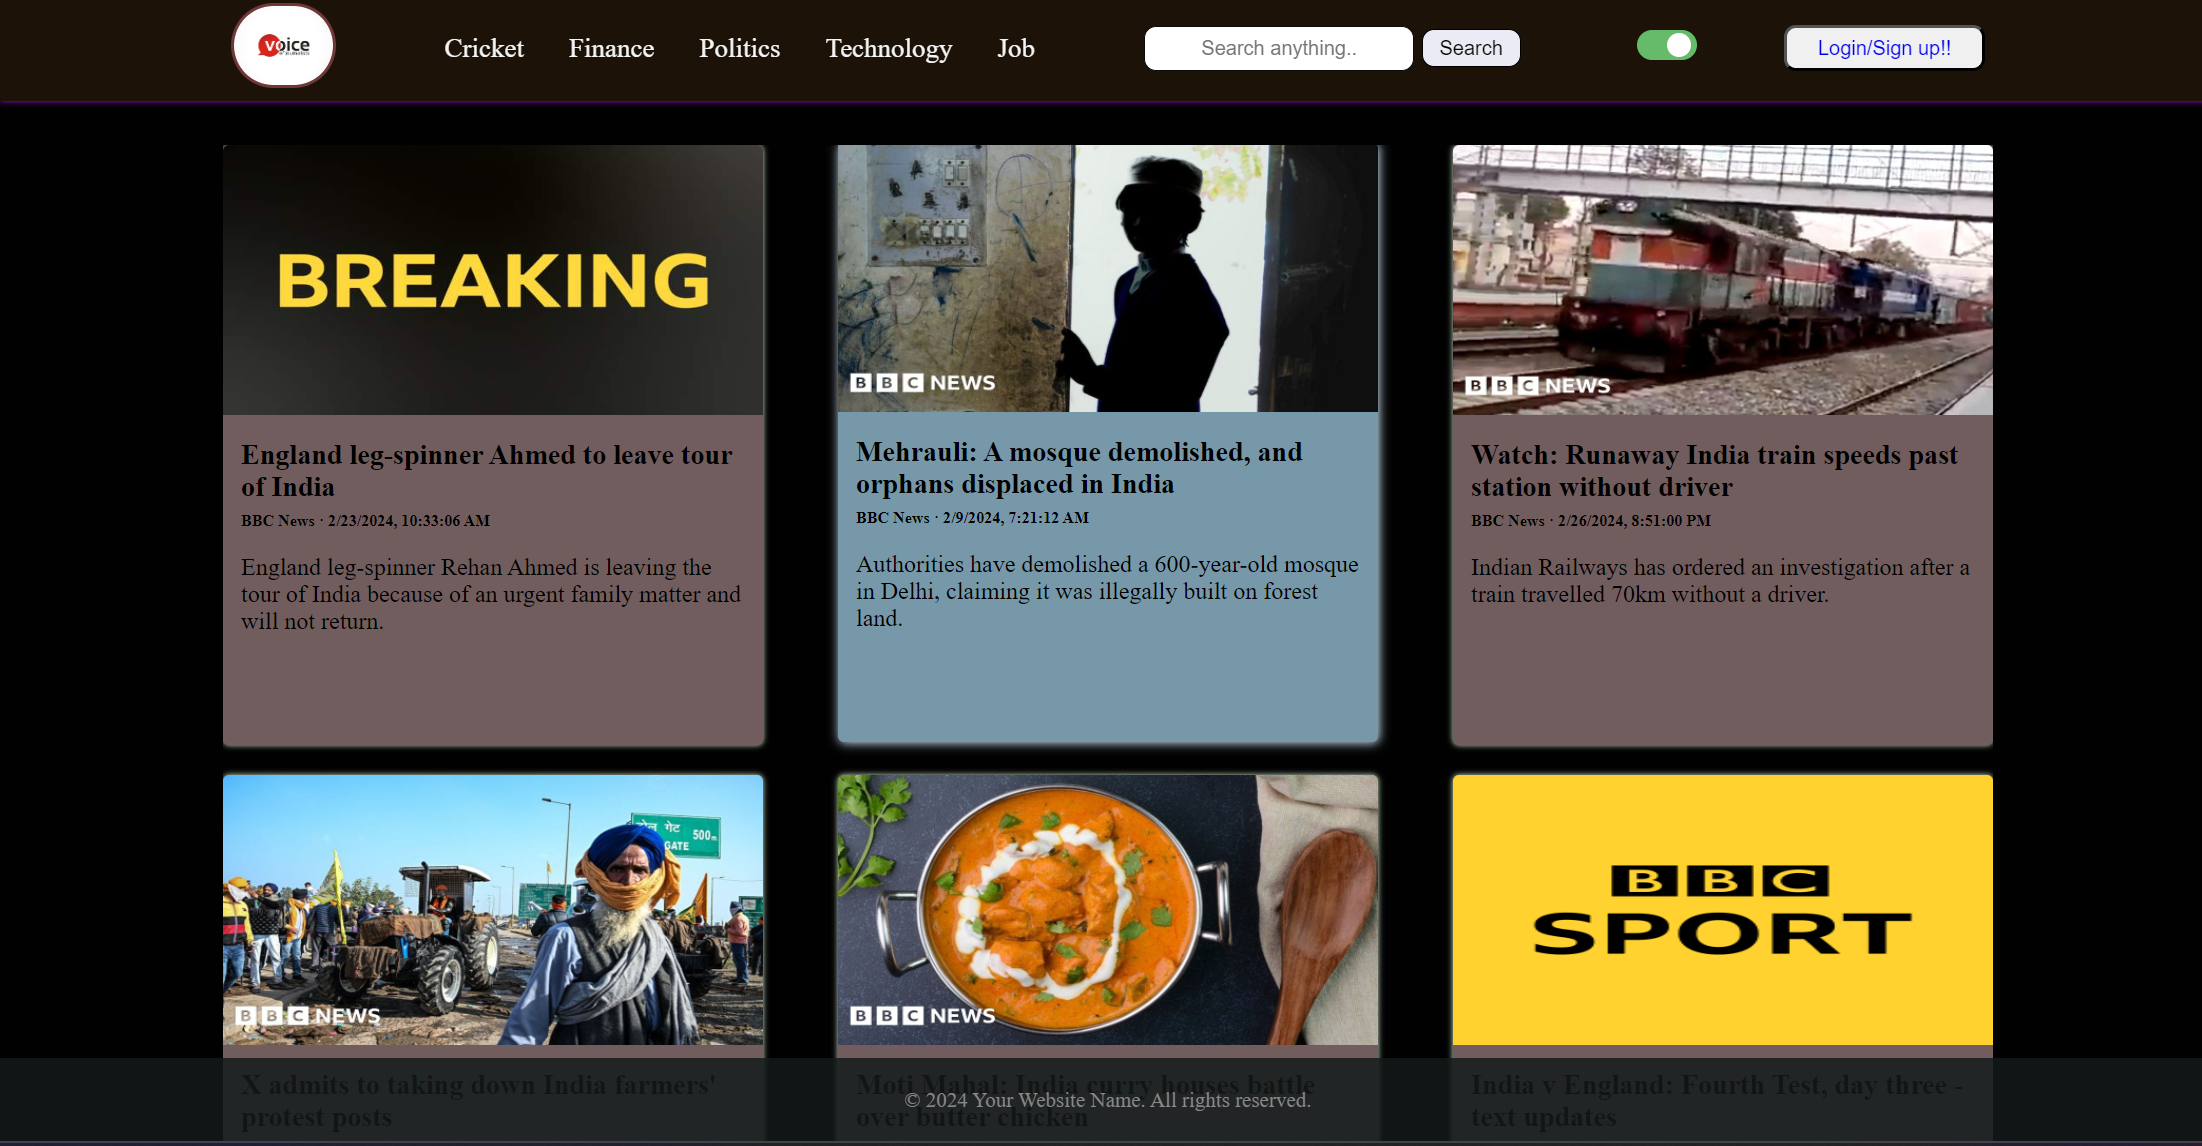 voice
Cricket Finance Politics Technology Job
Search anything..
Search
Login/Sign up!!
BREAKING
England leg-spinner Ahmed to leave tour
of India
BBC News · 2/23/2024, 10:33:06 AM
England leg-spinner Rehan Ahmed is leaving the
tour of India because of an urgent family matter and
will not return.
BBC NEWS
Mehrauli: A mosque demolished, and
orphans displaced in India
BBC News · 2/9/2024, 7:21:12 AM
Authorities have demolished a 600-year-old mosque
in Delhi, claiming it was illegally built on forest
land.
BBC NEWS
Watch: Runaway India train speeds past
station without driver
BBC News · 2/26/2024, 8:51:00 PM
Indian Railways has ordered an investigation after a
train travelled 70km without a driver.
गेट 500m
GATE
BBC NEWS
X admits to taking down India farmers'
protest posts
BBC NEWS
Moti Mahal: India curry houses battle
over butter chicken
BBC
SPORT
India v England: Fourth Test, day three -
text updates
© 2024 Your Website Name. All rights reserved.